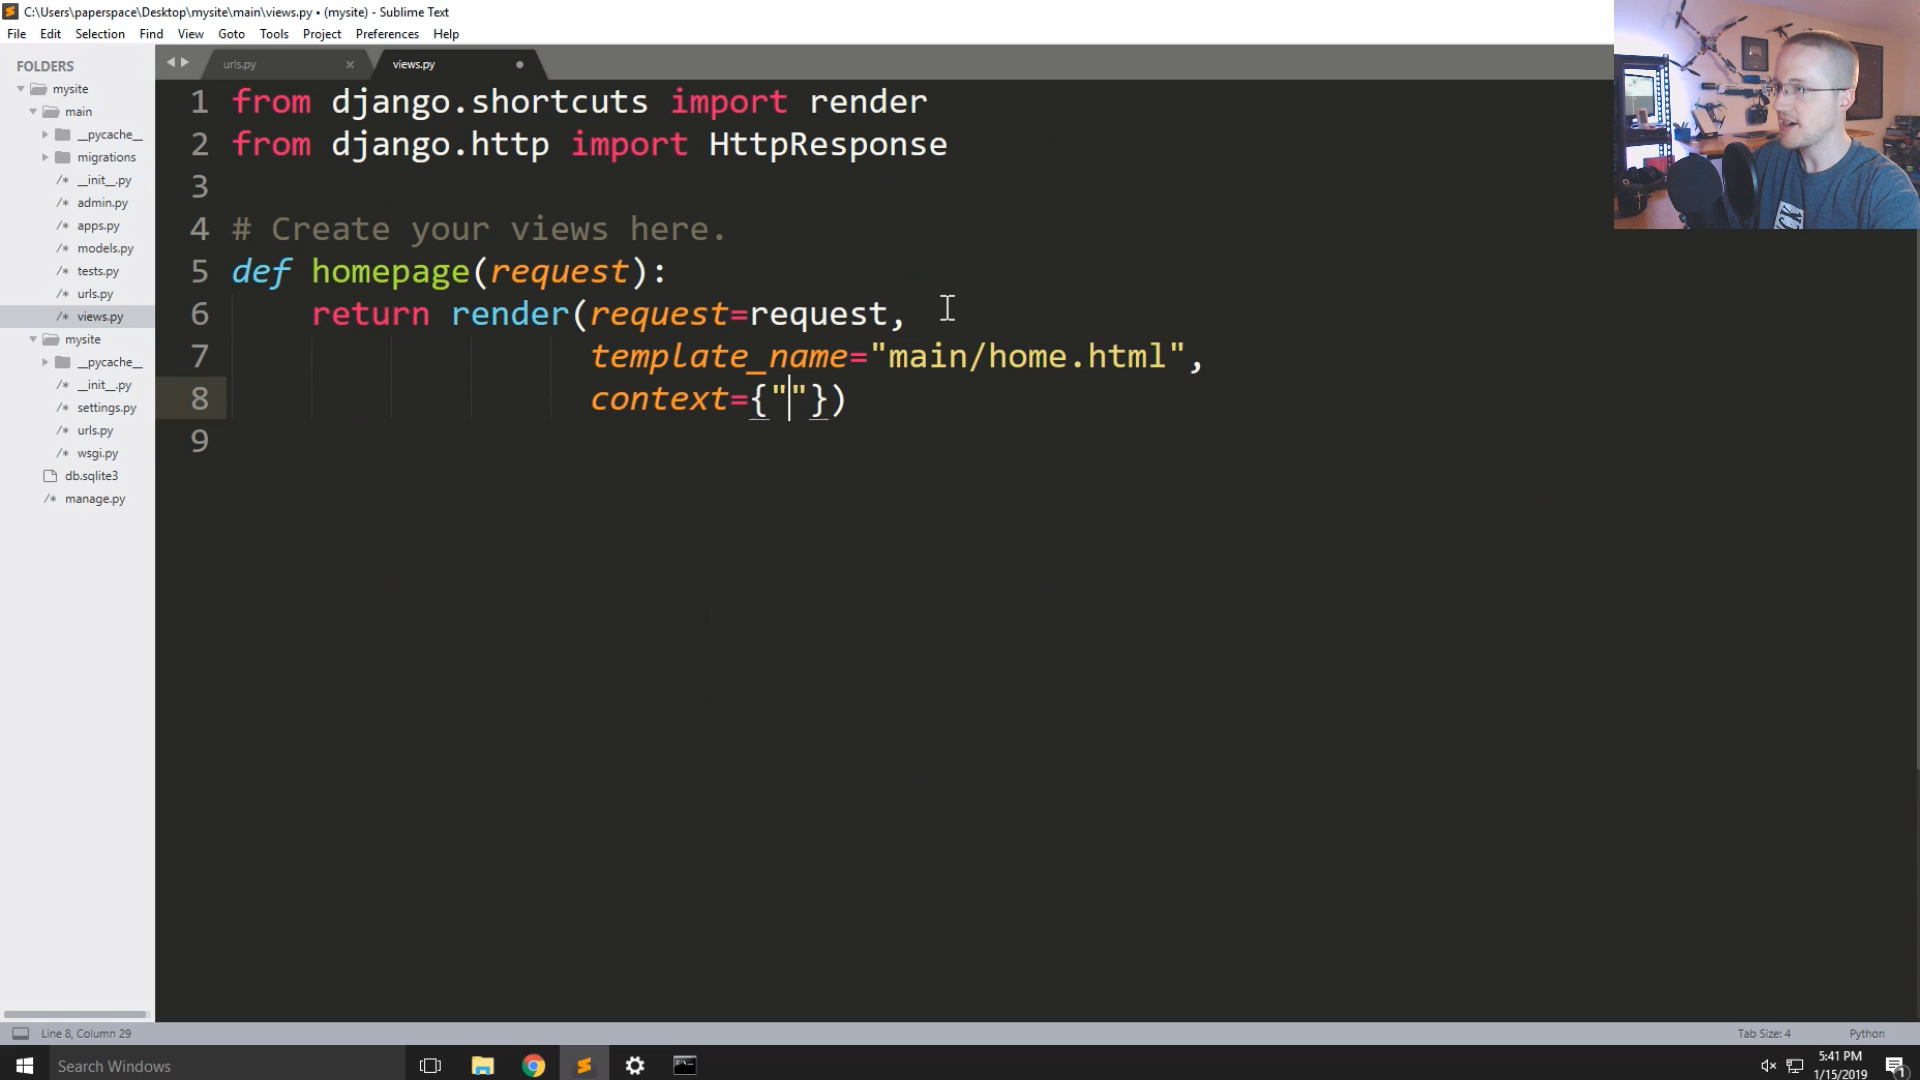 C:\Users\paperspace\Desktop\mysite\main\views.py • (mysite) - Sublime Text
File Edit Selection Find View Goto Tools Project Preferences Help
FOLDERS
mysite
main
__pycache__
migrations
__init__.py
admin.py
apps.py
models.py
tests.py
urls.py
views.py
mysite
__pycache__
__init__.py
settings.py
urls.py
wsgi.py
db.sqlite3
manage.py
urls.py × views.py
1 from django.shortcuts import render
2 from django.http import HttpResponse
3
4 # Create your views here.
5 def homepage(request):
6 return render(request=request,
7 template_name="main/home.html",
8 context={""})
9
Line 8, Column 29
Tab Size: 4 Python
Search Windows
5:41 PM
1/15/2019
1